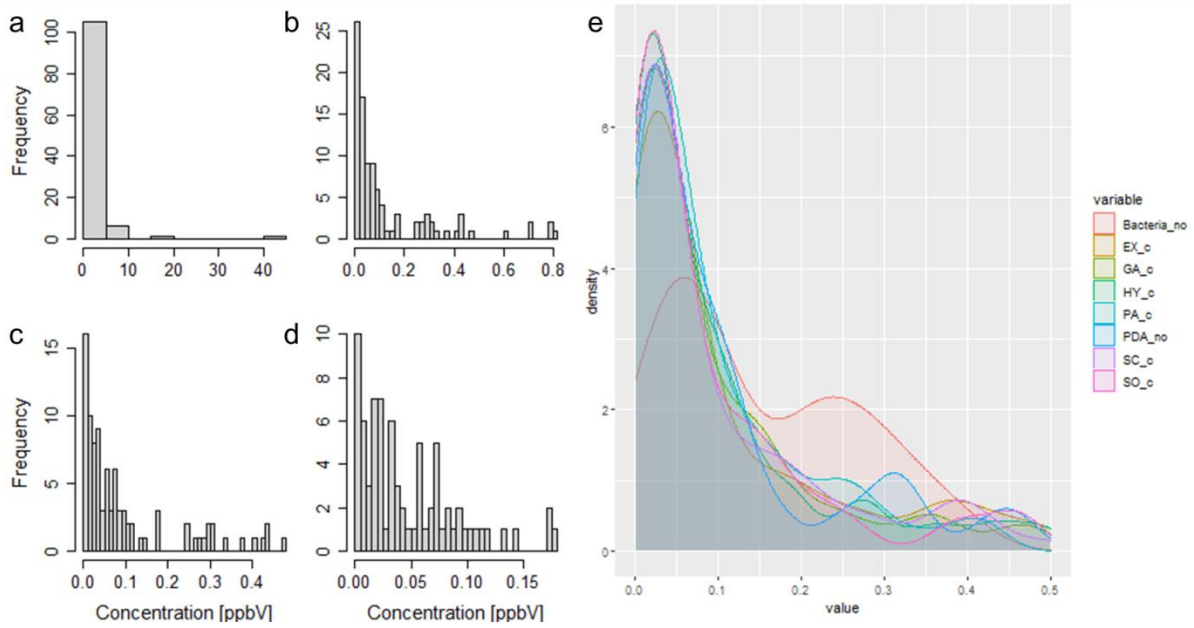 a
Frequency
0 20 40 60 80 100
0 10 20 30 40
b
0 5 10 15 20 25
0.0 0.2 0.4 0.6 0.8
c
Frequency
0 5 10 15
0.0 0.1 0.2 0.3 0.4
Concentration [ppbV]
d
0 2 4 6 8 10
0.00 0.05 0.10 0.15
Concentration [ppbV]
e
density
0 2 4 6
0.0 0.1 0.2 0.3 0.4 0.5
value
variable
Bacteria_no
EX_c
GA_c
HY_c
PA_c
PDA_no
SC_c
SO_c